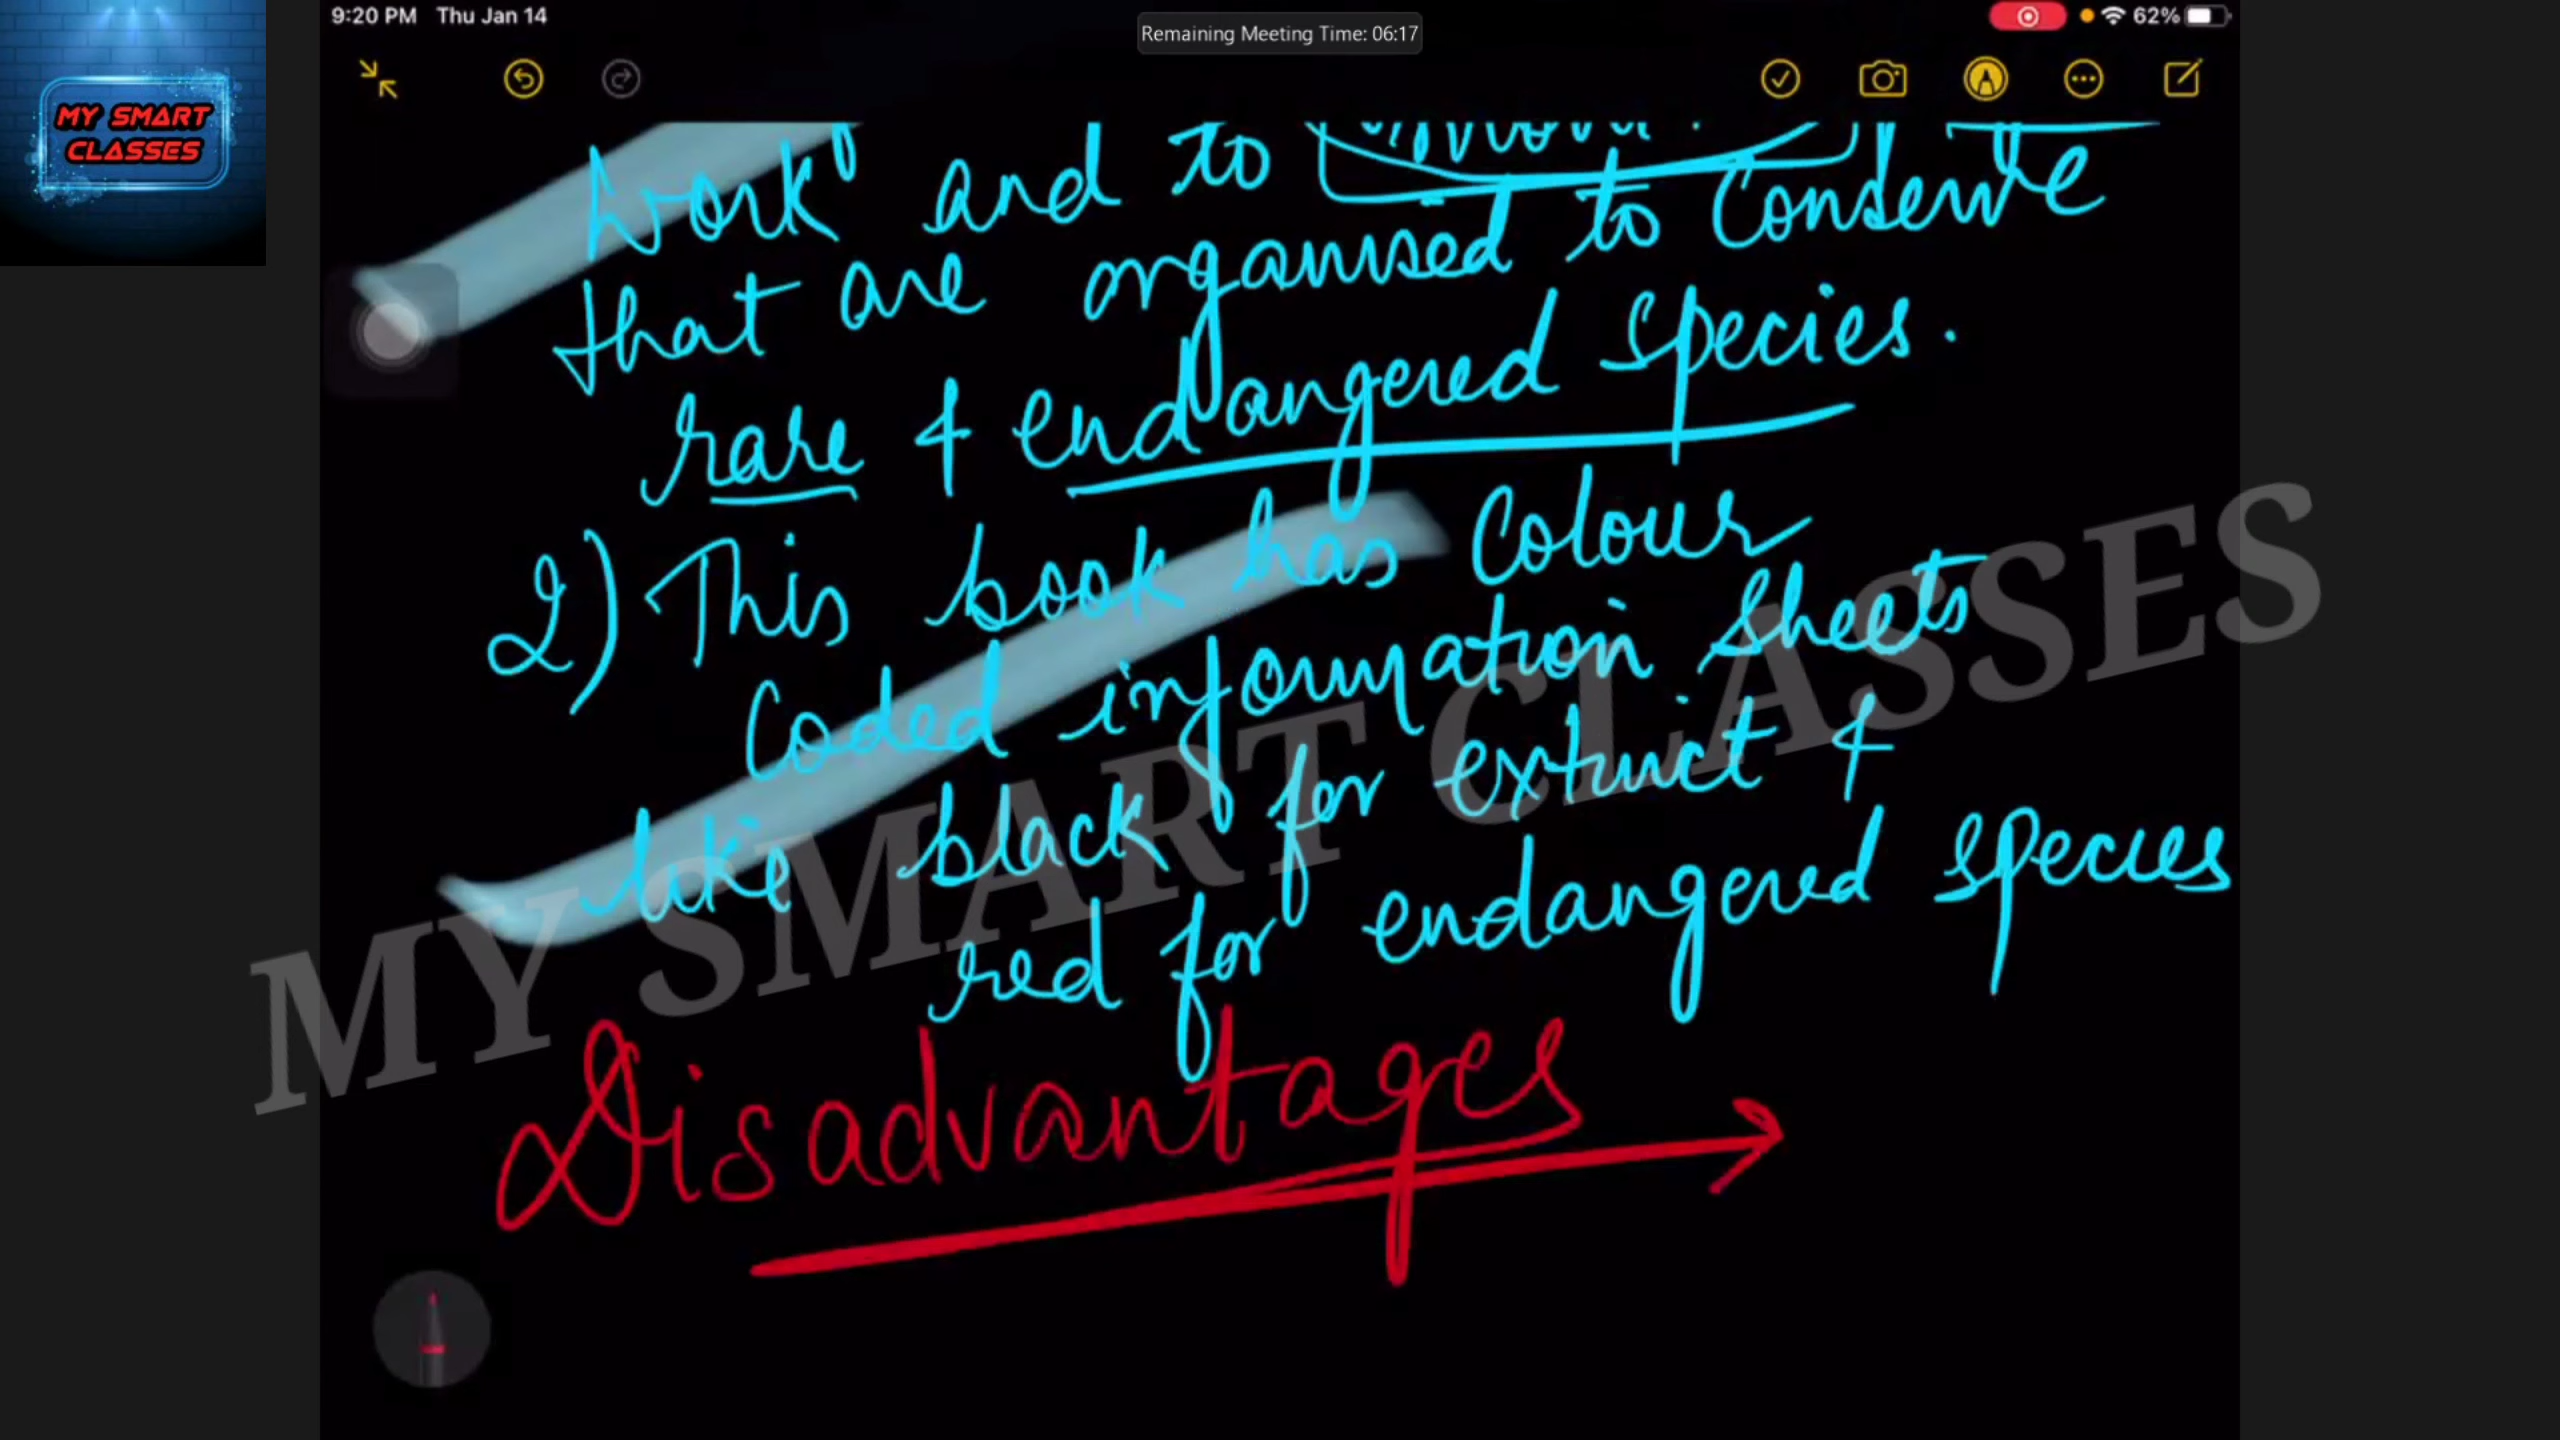 9:20 PM Thu Jan 14
Remaining Meeting Time: 06:17
62%
MY SMART
CLASSES
work and to
that are organised to conserve
rare & endangered species.
2) This book has colour
coded information sheets
like black for extinct &
red for endangered species
Disadvantages
MY SMART CLASSES